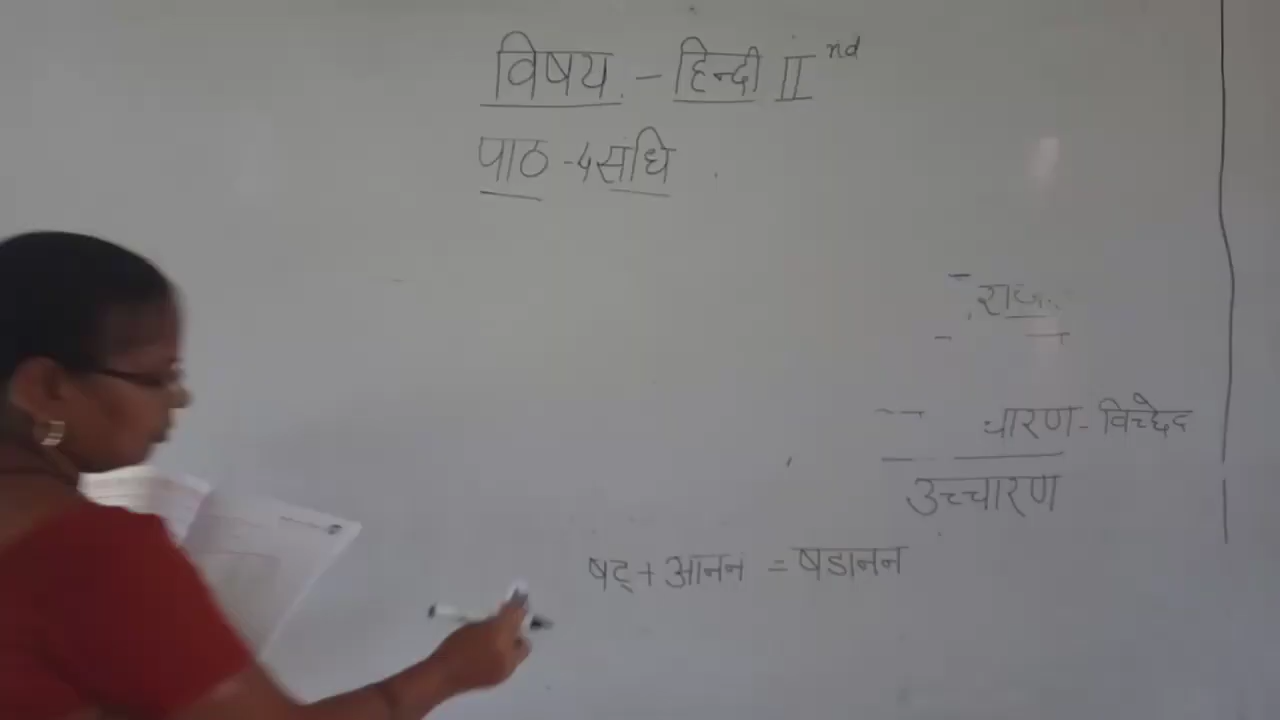 विषय - हिन्दी II nd
पाठ - 4 संधि
चारण - विच्छेद
उच्चारण
षट् + आनन = षडानन